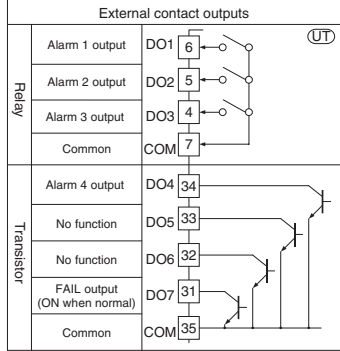 External contact outputs
UT
Relay
Alarm 1 output DO1 6
Alarm 2 output DO2 5
Alarm 3 output DO3 4
Common COM 7
Transistor
Alarm 4 output DO4 34
No function DO5 33
No function DO6 32
FAIL output
(ON when normal) DO7 31
Common COM 35